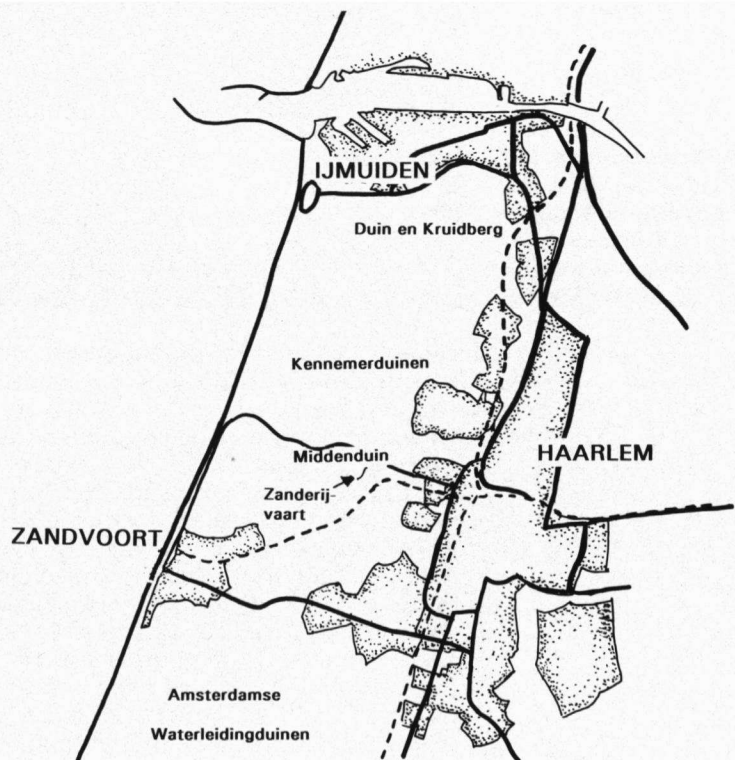 IJMUIDEN
Duin en Kruidberg
Kennemerduinen
HAARLEM
Middenduin
Zanderij-
vaart
ZANDVOORT
Amsterdamse
Waterleidingduinen